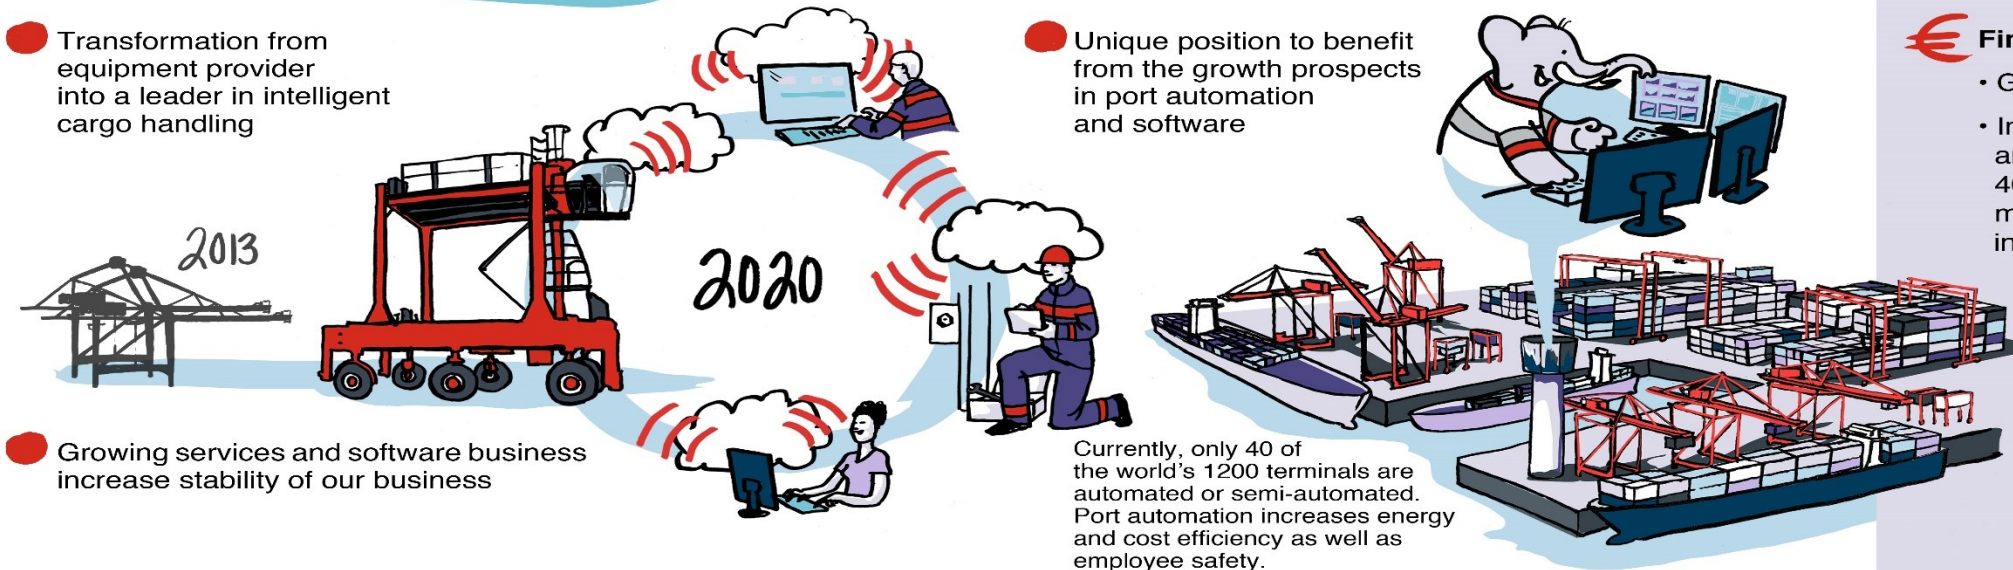 Transformation from
equipment provider
into a leader in intelligent
cargo handling
2013
2020
Growing services and software business
increase stability of our business
Unique position to benefit
from the growth prospects
in port automation
and software
Currently, only 40 of
the world's 1200 terminals are
automated or semi-automated.
Port automation increases energy
and cost efficiency as well as
employee safety.
€